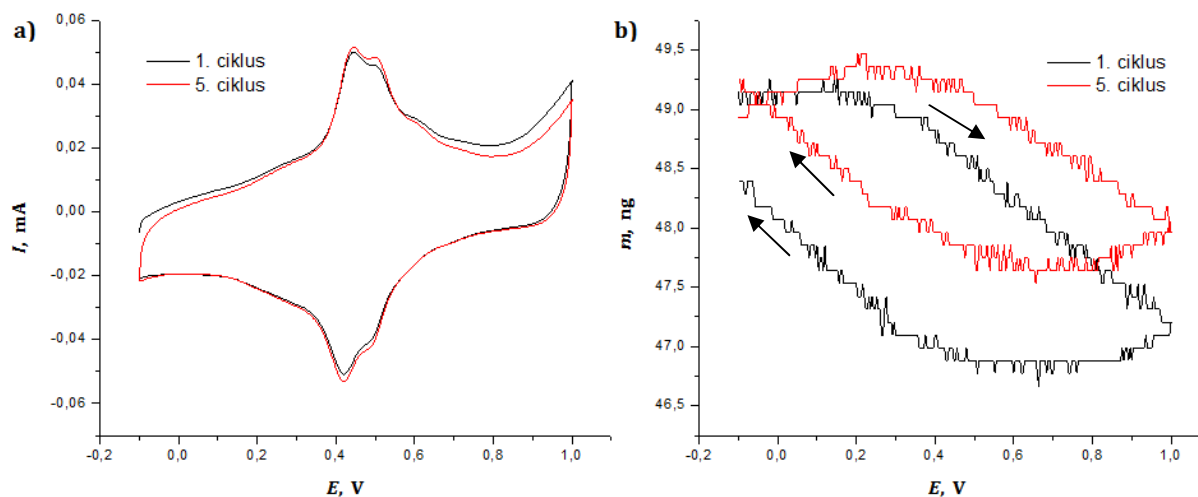 a)
1. ciklus
5. ciklus
0,06
0,04
0,02
0,00
-0,02
-0,04
-0,06
I, mA
-0,2
0,0
0,2
0,4
0,6
0,8
1,0
E, V
b)
1. ciklus
5. ciklus
49,5
49,0
48,5
48,0
47,5
47,0
46,5
m, ng
-0,2
0,0
0,2
0,4
0,6
0,8
1,0
E, V